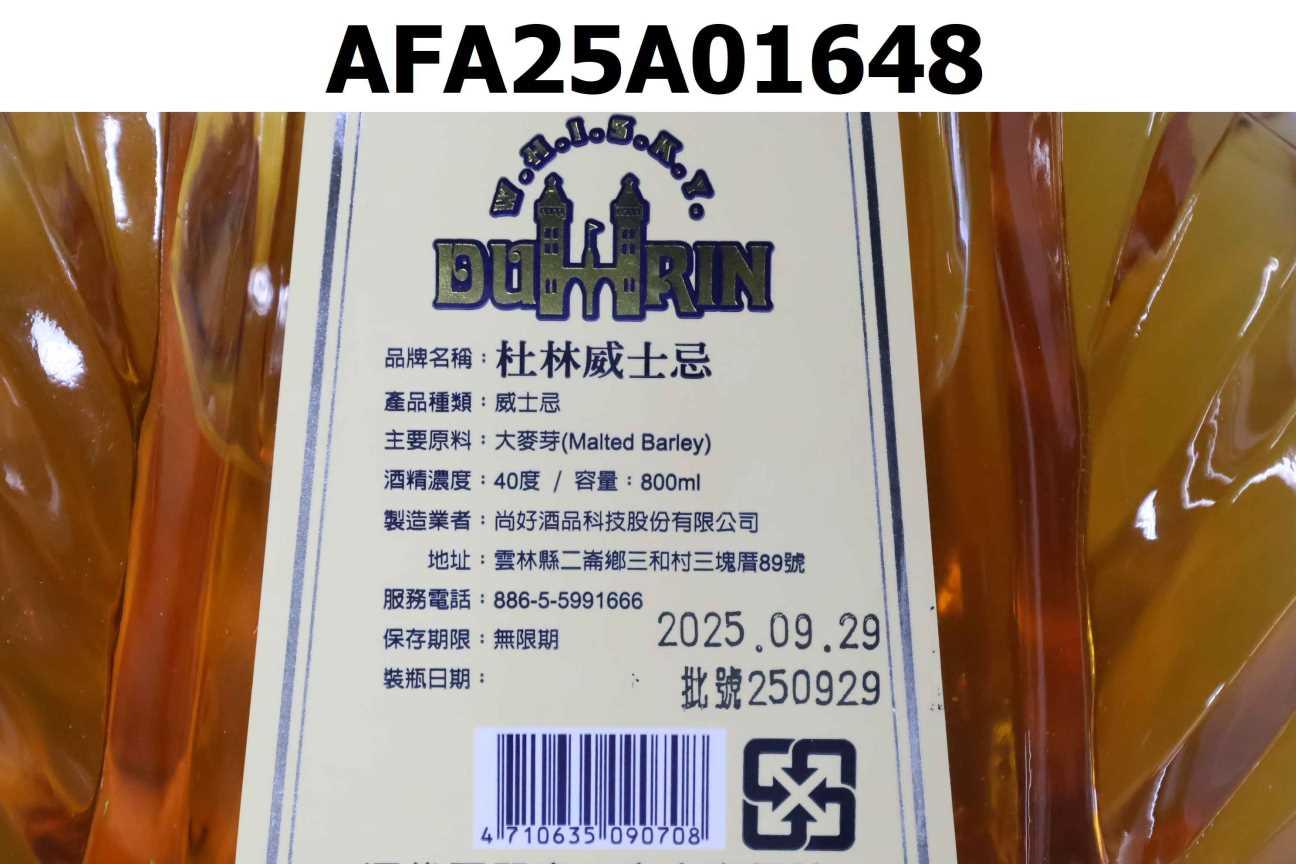 AFA25A01648
W.H.I.S.K.Y.
DURIN
品牌名稱：杜林威士忌
產品種類：威士忌
主要原料：大麥芽(Malted Barley)
酒精濃度：40度 / 容量：800ml
製造業者：尚好酒品科技股份有限公司
地址：雲林縣二崙鄉三和村三塊厝89號
服務電話：886-5-5991666
保存期限：無限期
2025.09.29
裝瓶日期：
批號250929
4 710635 090708